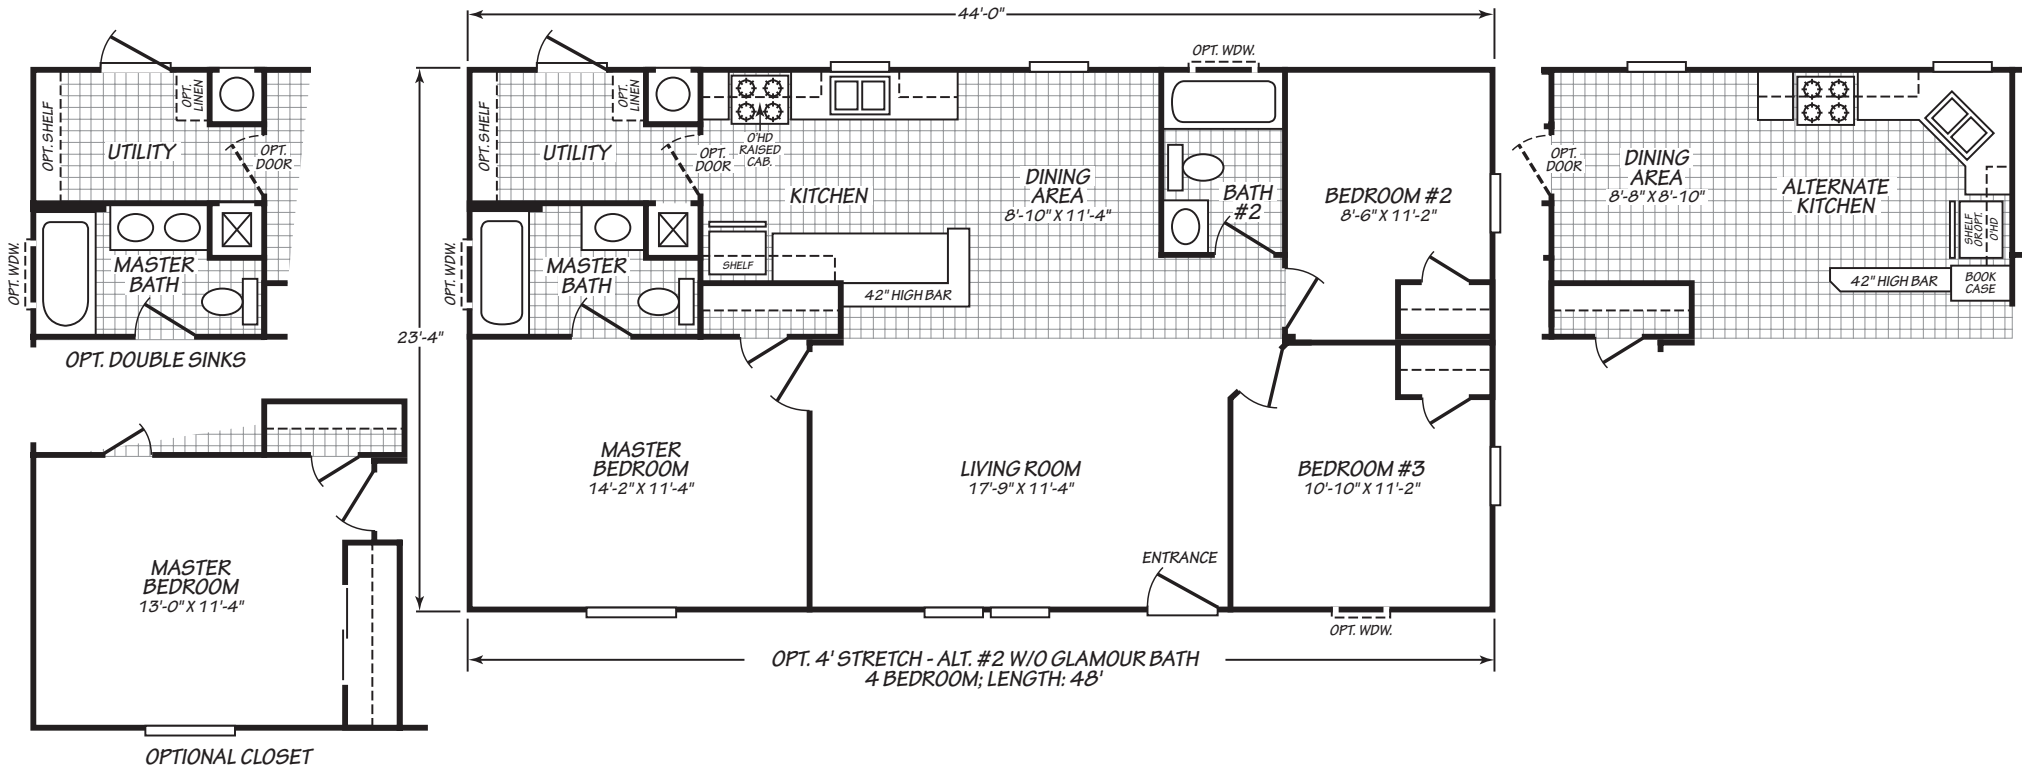 OPT. SHELF
OPT.
LINEN
UTILITY
OPT.
DOOR
OPT. WDW.
MASTER
BATH
OPT. DOUBLE SINKS
MASTER
BEDROOM
13'-0" X 11'-4"
OPTIONAL CLOSET
44'-0"
23'-4"
OPT. SHELF
OPT.
LINEN
UTILITY
OPT.
DOOR
O'HD
RAISED
CAB.
KITCHEN
DINING
AREA
8'-10" X 11'-4"
OPT. WDW.
BATH
#2
BEDROOM #2
8'-6" X 11'-2"
OPT. WDW.
MASTER
BATH
SHELF
42" HIGH BAR
MASTER
BEDROOM
14'-2" X 11'-4"
LIVING ROOM
17'-9" X 11'-4"
BEDROOM #3
10'-10" X 11'-2"
ENTRANCE
OPT. WDW.
OPT. 4' STRETCH - ALT. #2 W/O GLAMOUR BATH
4 BEDROOM; LENGTH: 48'
OPT.
DOOR
DINING
AREA
8'-8" X 8'-10"
ALTERNATE
KITCHEN
SHELF
OR OPT.
O'HD
42" HIGH BAR
BOOK
CASE